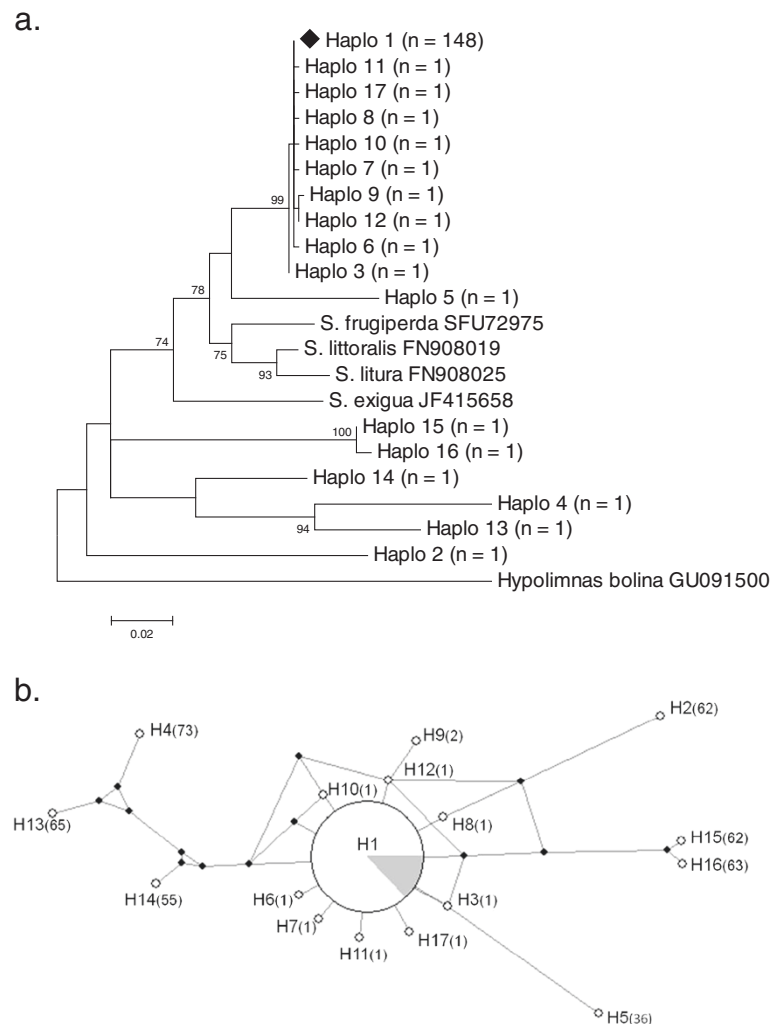 a.
Haplo 1 (n = 148)
Haplo 11 (n = 1)
Haplo 17 (n = 1)
Haplo 8 (n = 1)
Haplo 10 (n = 1)
Haplo 7 (n = 1)
Haplo 9 (n = 1)
99
Haplo 12 (n = 1)
Haplo 6 (n = 1)
Haplo 3 (n = 1)
78
Haplo 5 (n = 1)
S. frugiperda SFU72975
74
75
S. littoralis FN908019
93
S. litura FN908025
S. exigua JF415658
Haplo 15 (n = 1)
100
Haplo 16 (n = 1)
Haplo 14 (n = 1)
Haplo 4 (n = 1)
94
Haplo 13 (n = 1)
Haplo 2 (n = 1)
Hypolimnas bolina GU091500
0.02
b.
H4(73)
H9(2)
H2(62)
H12(1)
H10(1)
H13(65)
H8(1)
H1
H15(62)
H16(63)
H14(55)
H6(1)
H3(1)
H7(1)
H17(1)
H11(1)
H5(36)